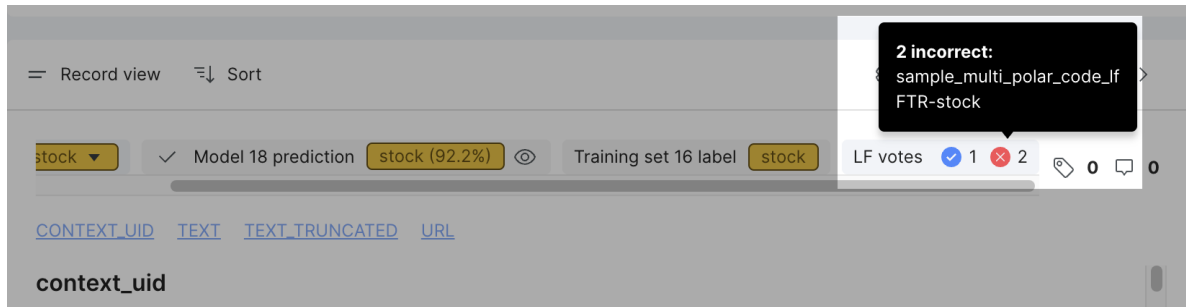 2 incorrect:
sample_multi_polar_code_lf
FTR-stock
Record view Sort
stock Model 18 prediction stock (92.2%) Training set 16 label stock LF votes 1 2 0 0
CONTEXT_UID TEXT TEXT_TRUNCATED URL
context_uid